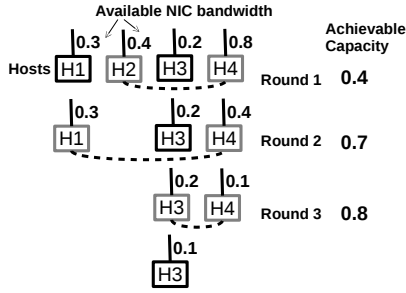 Available NIC bandwidth
Achievable
Capacity
0.3 0.4 0.2 0.8
Hosts H1 H2 H3 H4 Round 1 0.4
0.3 0.2 0.4
H1 H3 H4 Round 2 0.7
0.2 0.1
H3 H4 Round 3 0.8
0.1
H3